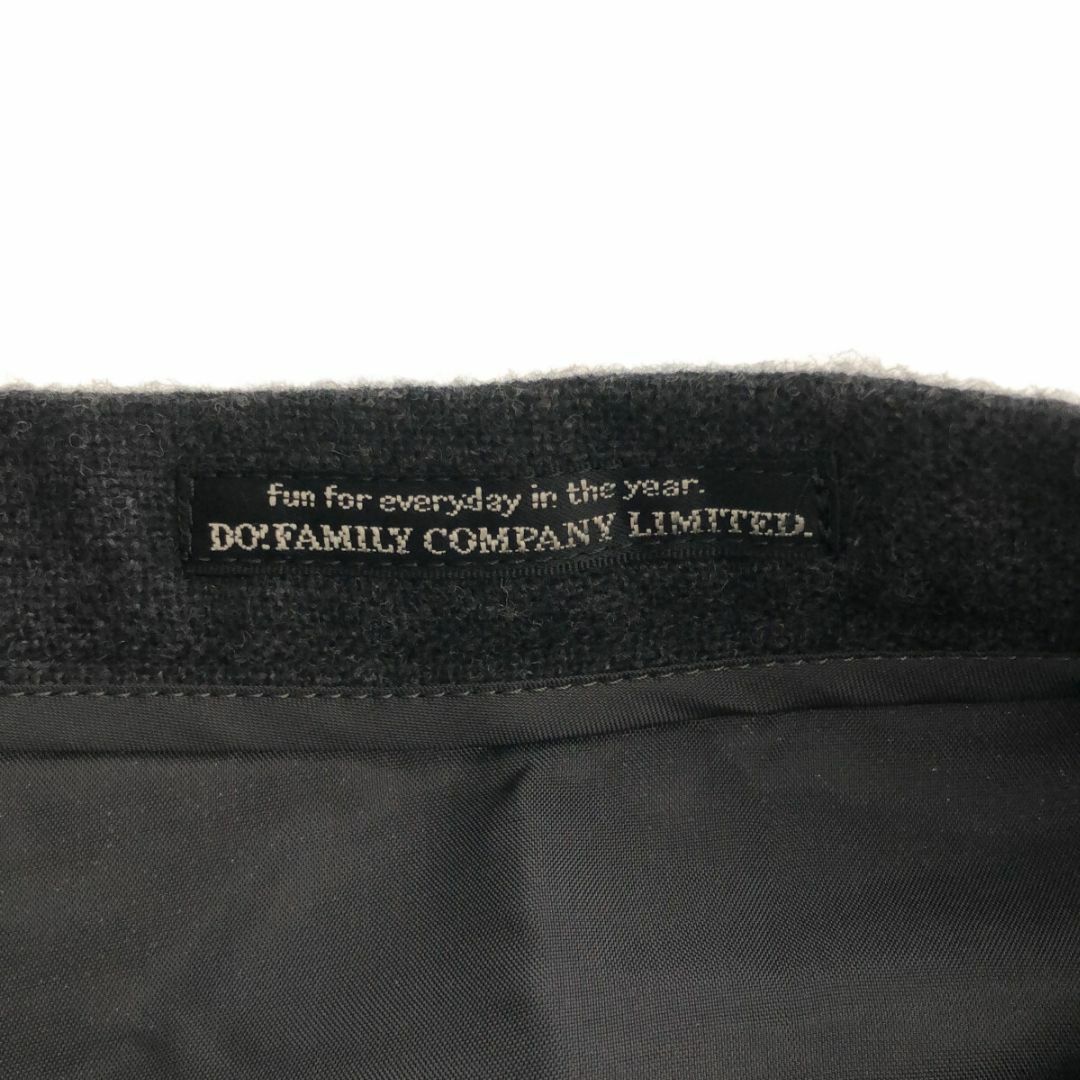 fun for everyday in the year.
DO!FAMILY COMPANY LIMITED.